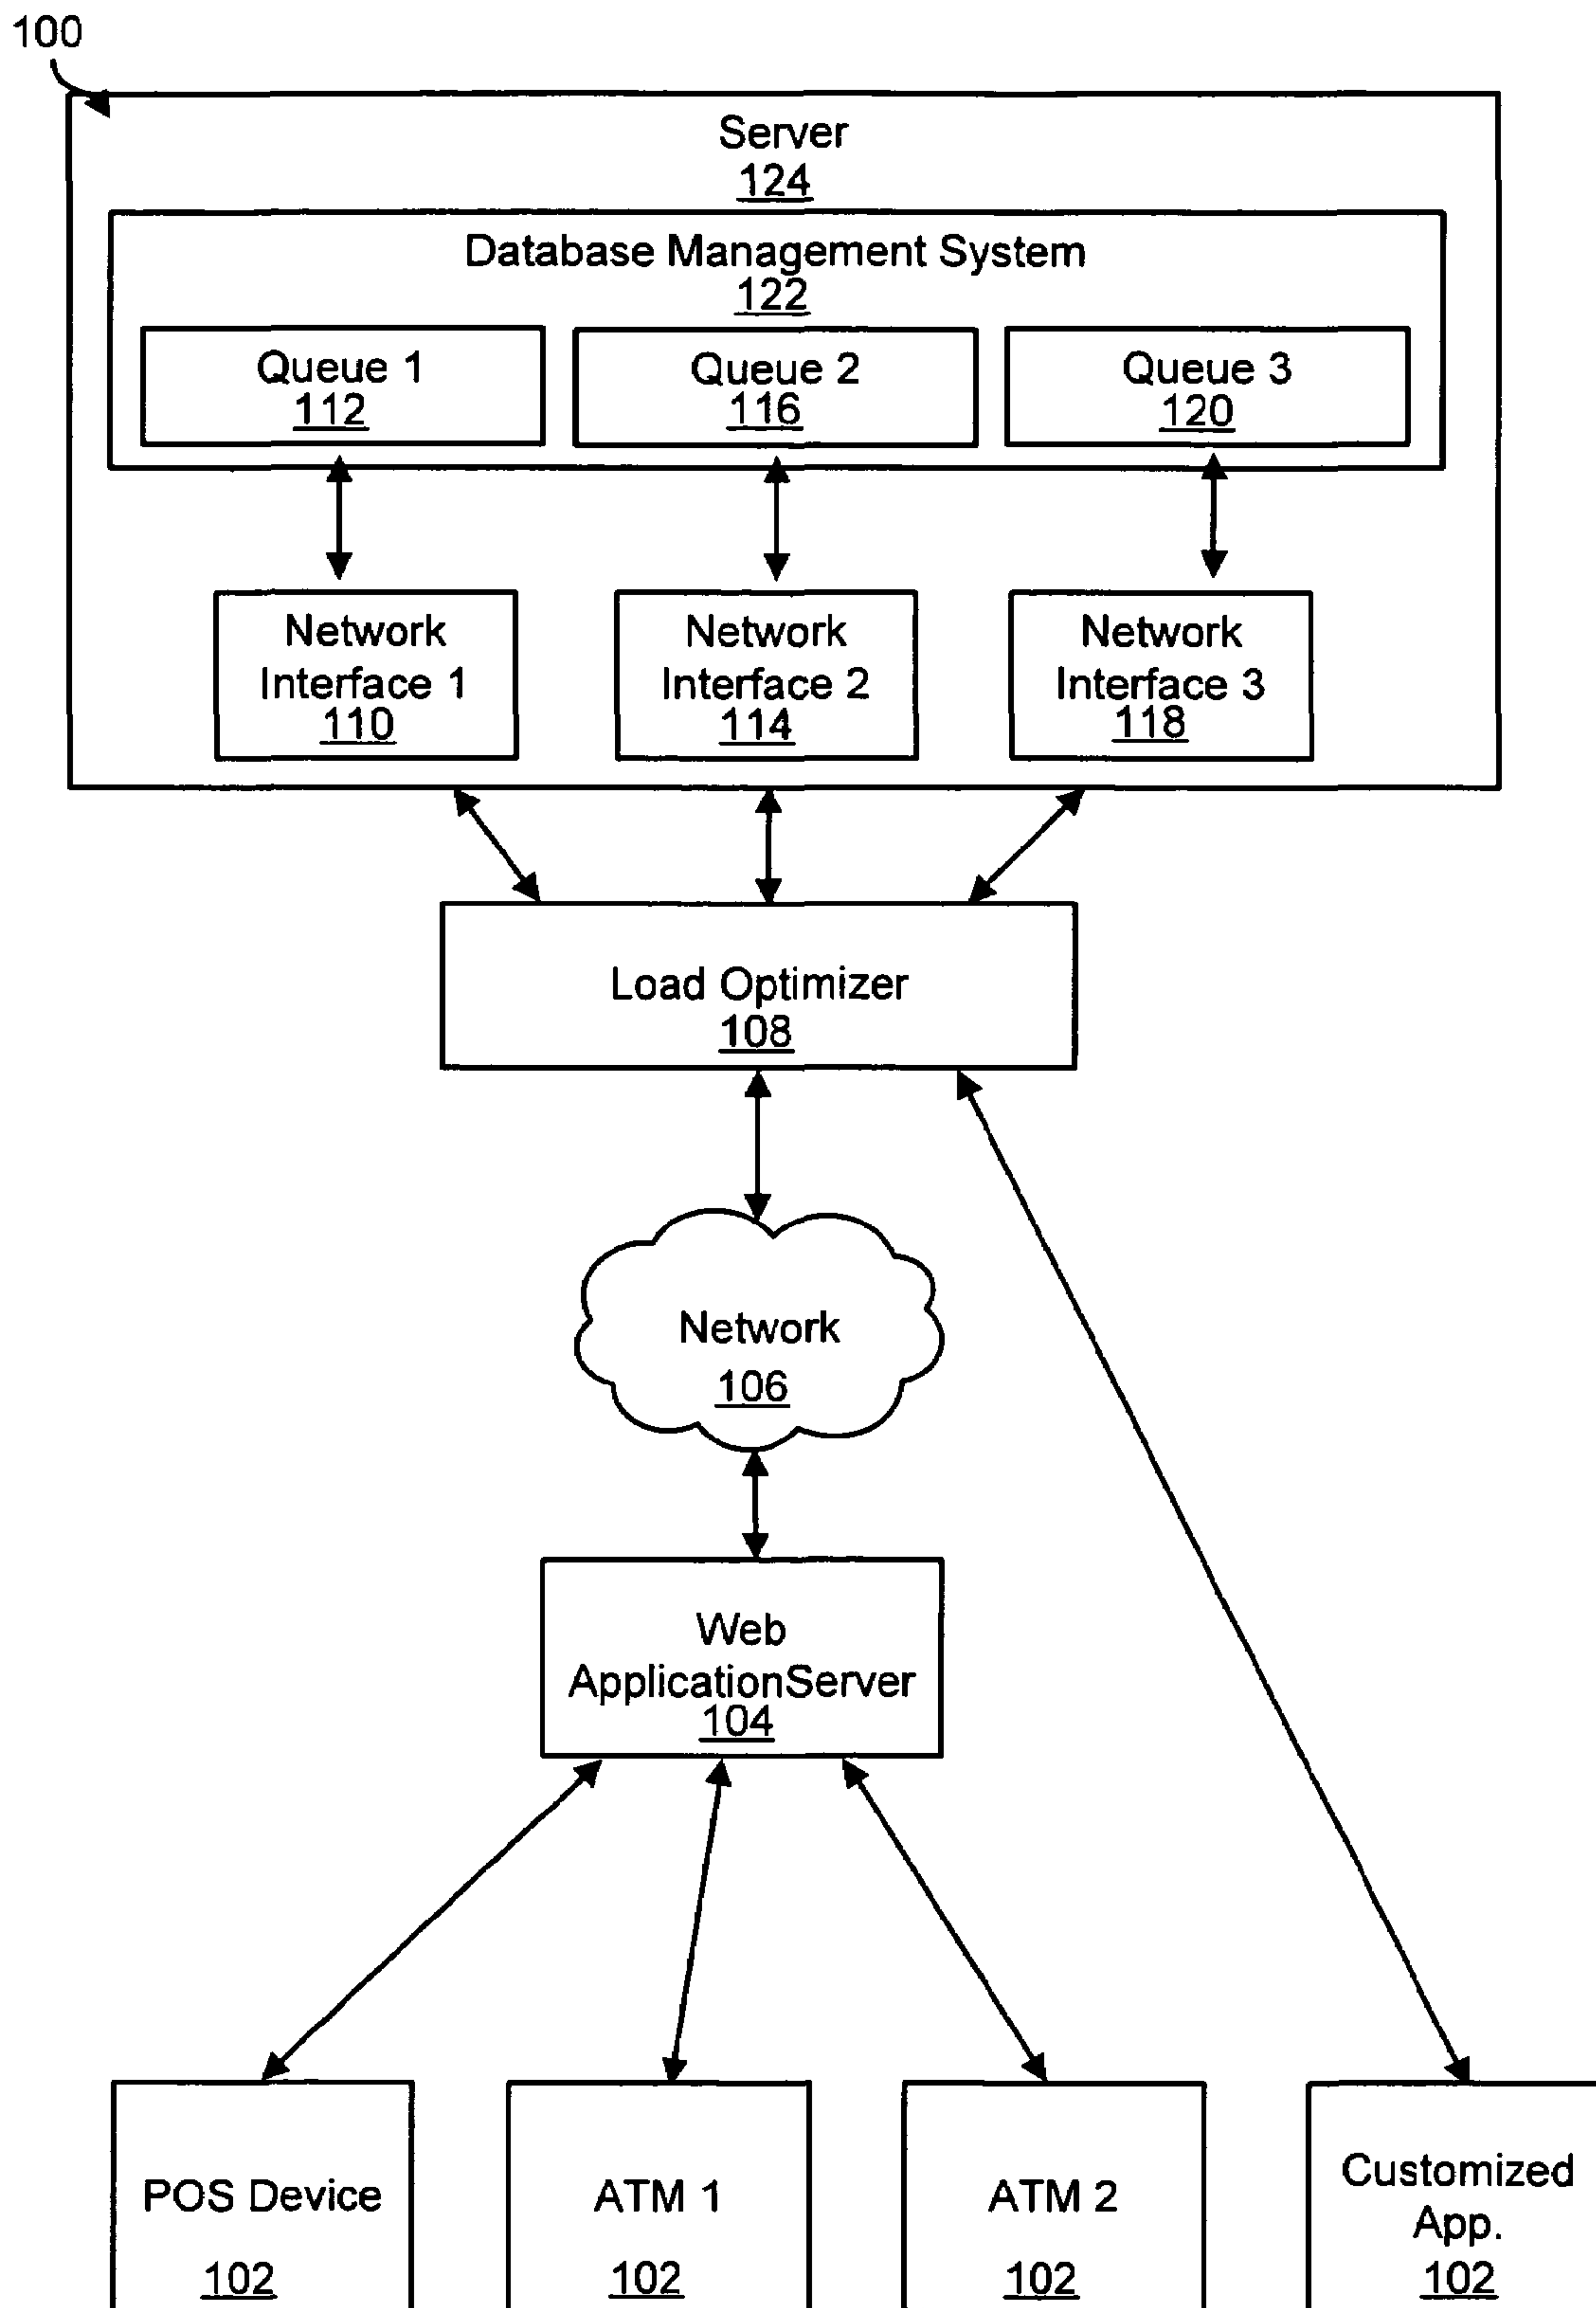 100
Server
124
Database Management System
122
Queue 1
112
Queue 2
116
Queue 3
120
Network
Interface 1
110
Network
Interface 2
114
Network
Interface 3
118
Load Optimizer
108
Network
106
Web
ApplicationServer
104
POS Device
102
ATM 1
102
ATM 2
102
Customized
App.
102